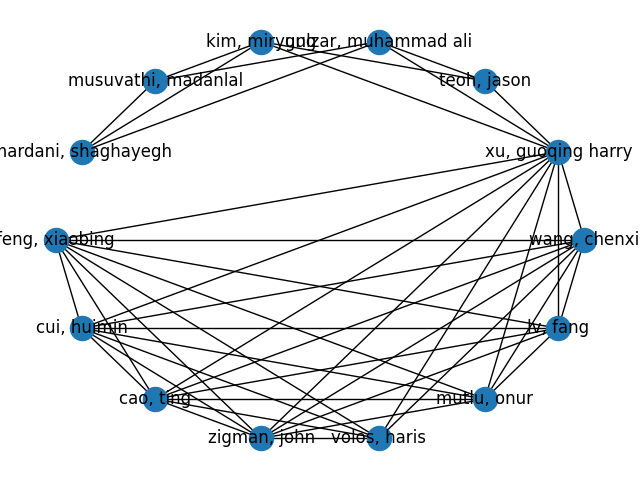 kim, miryung
gulzar, muhammad ali
musuvathi, madanlal
teoh, jason
mardani, shaghayegh
xu, guoqing harry
feng, xiaobing
wang, chenxi
cui, huimin
lv, fang
cao, ting
mutlu, onur
zigman, john
volos, haris